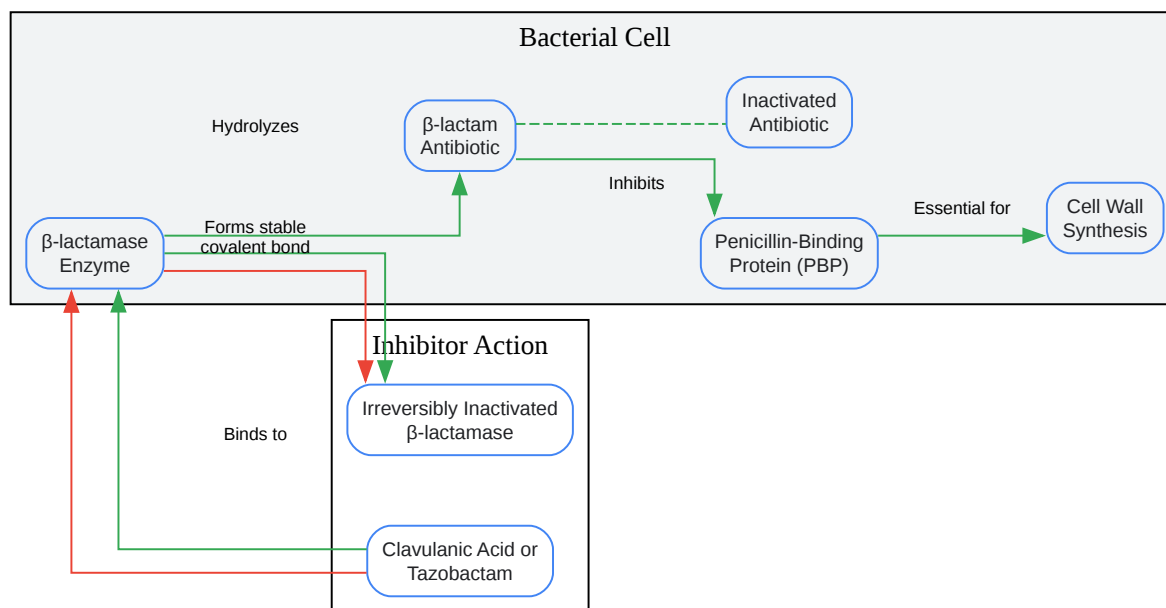 Bacterial Cell
Inactivated
Antibiotic
Hydrolyzes
β-lactam
Antibiotic
Inhibits
Cell Wall
Synthesis
Essential for
Forms stable
covalent bond
β-lactamase
Enzyme
Penicillin-Binding
Protein (PBP)
Inhibitor Action
Irreversibly Inactivated
β-lactamase
Binds to
Clavulanic Acid or
Tazobactam